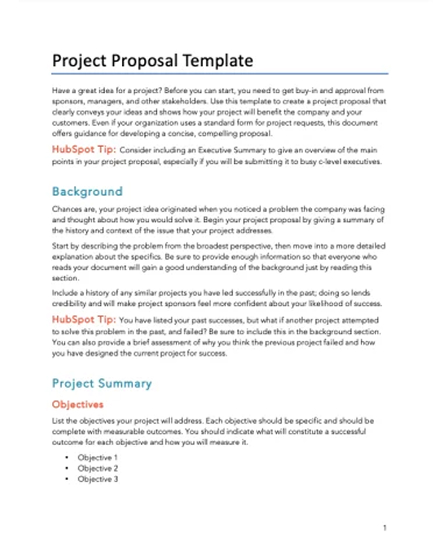 Project Proposal Template
Have a great idea for a project? Before you can start, you need to get buy-in and approval from
sponsors, managers, and other stakeholders. Use this template to create a project proposal that
clearly conveys your ideas and shows how your project will benefit the company and your
customers. Even if your organization uses a standard form for project requests, this document
offers guidance for developing a concise, compelling proposal.
HubSpot Tip: Consider including an Executive Summary to give an overview of the main
points in your project proposal, especially if you will be submitting it to busy c-level executives.
Background
Chances are, your project idea originated when you noticed a problem the company was facing
and thought about how you would solve it. Begin your project proposal by giving a summary of
the history and context of the issue that your project addresses.
Start by describing the problem from the broadest perspective, then move into a more detailed
explanation about the specifics. Be sure to provide enough information so that everyone who
reads your document will gain a good understanding of the background just by reading this
section.
Include a history of any similar projects you have led successfully in the past; doing so lends
credibility and will make project sponsors feel more confident about your likelihood of success.
HubSpot Tip: You have listed your past successes, but what if another project attempted
to solve this problem in the past, and failed? Be sure to include this in the background section.
You can also provide a brief assessment of why you think the previous project failed and how
you have designed the current project for success.
Project Summary
Objectives
List the objectives your project will address. Each objective should be specific and should be
complete with measurable outcomes. You should indicate what will constitute a successful
outcome for each objective and how you will measure it.
• Objective 1
• Objective 2
• Objective 3
1